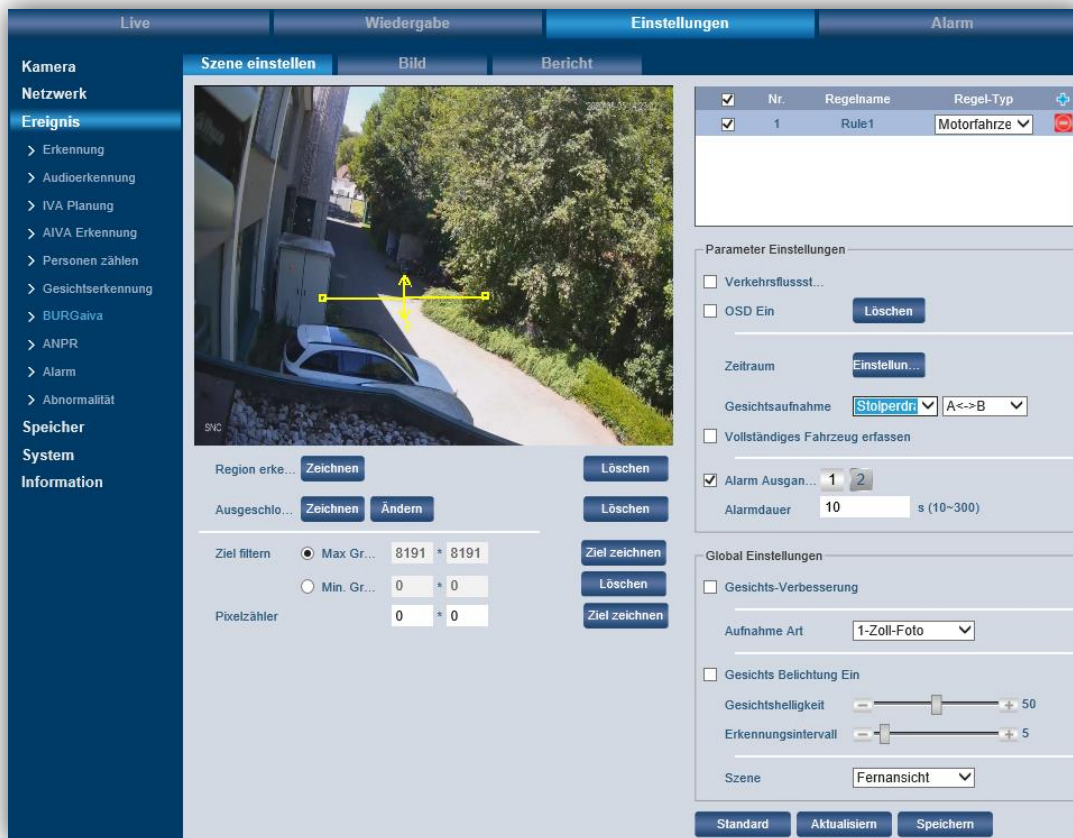 Live Wiedergabe Einstellungen Alarm
Kamera
Netzwerk
Ereignis
Erkennung
Audioerkennung
IVA Planung
AIVA Erkennung
Personen zählen
Gesichtserkennung
BURGaiva
ANPR
Alarm
Abnormalität
Speicher
System
Information
Szene einstellen Bild Bericht
SNC
Region erke... Zeichnen Löschen
Ausgeschlo... Zeichnen Ändern Löschen
Ziel filtern Max Gr... 8191 * 8191 Ziel zeichnen
Min. Gr... 0 * 0 Löschen
Pixelzähler 0 * 0 Ziel zeichnen
Nr. Regelname Regel-Typ
1 Rule1 Motorfahrze
Parameter Einstellungen
Verkehrsflussst...
OSD Ein Löschen
Zeitraum Einstellun...
Gesichtsaufnahme Stolperdra A<->B
Vollständiges Fahrzeug erfassen
Alarm Ausgan... 1 2
Alarmdauer 10 s (10~300)
Global Einstellungen
Gesichts-Verbesserung
Aufnahme Art 1-Zoll-Foto
Gesichts Belichtung Ein
Gesichtshelligkeit 50
Erkennungsintervall 5
Szene Fernansicht
Standard Aktualisiern Speichern